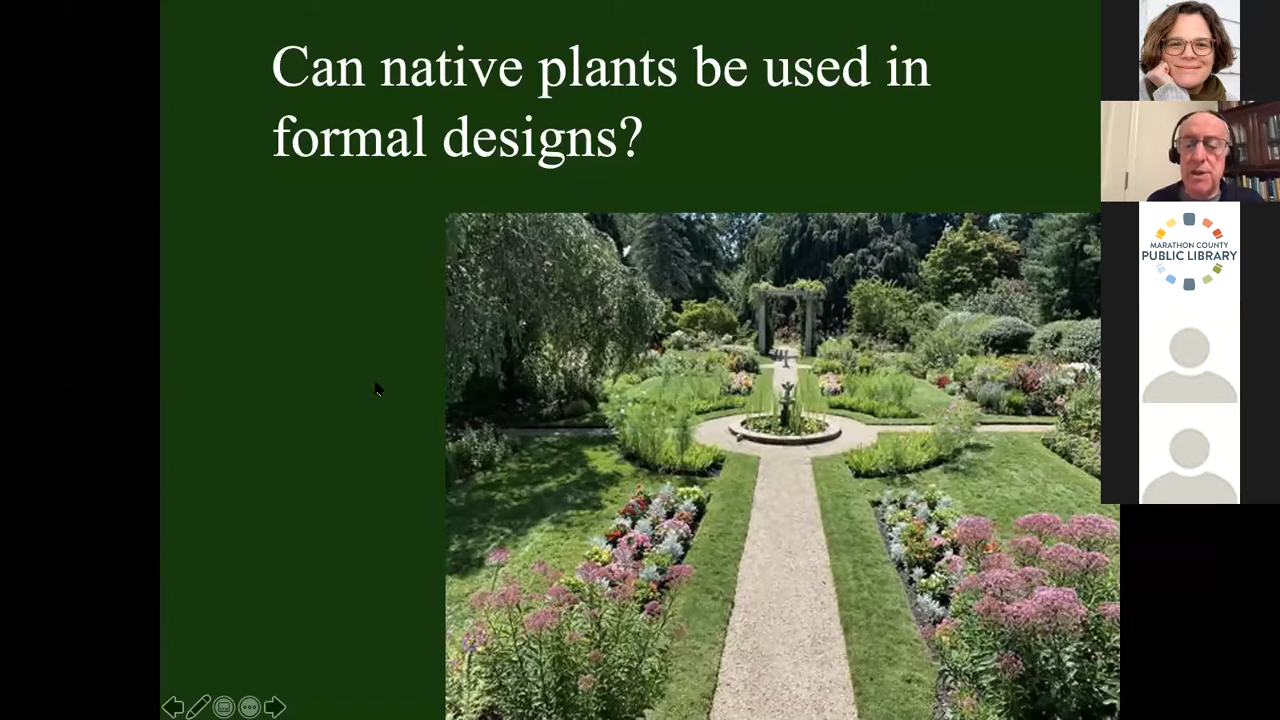 Can native plants be used in
formal designs?
MARATHON COUNTY
PUBLIC LIBRARY